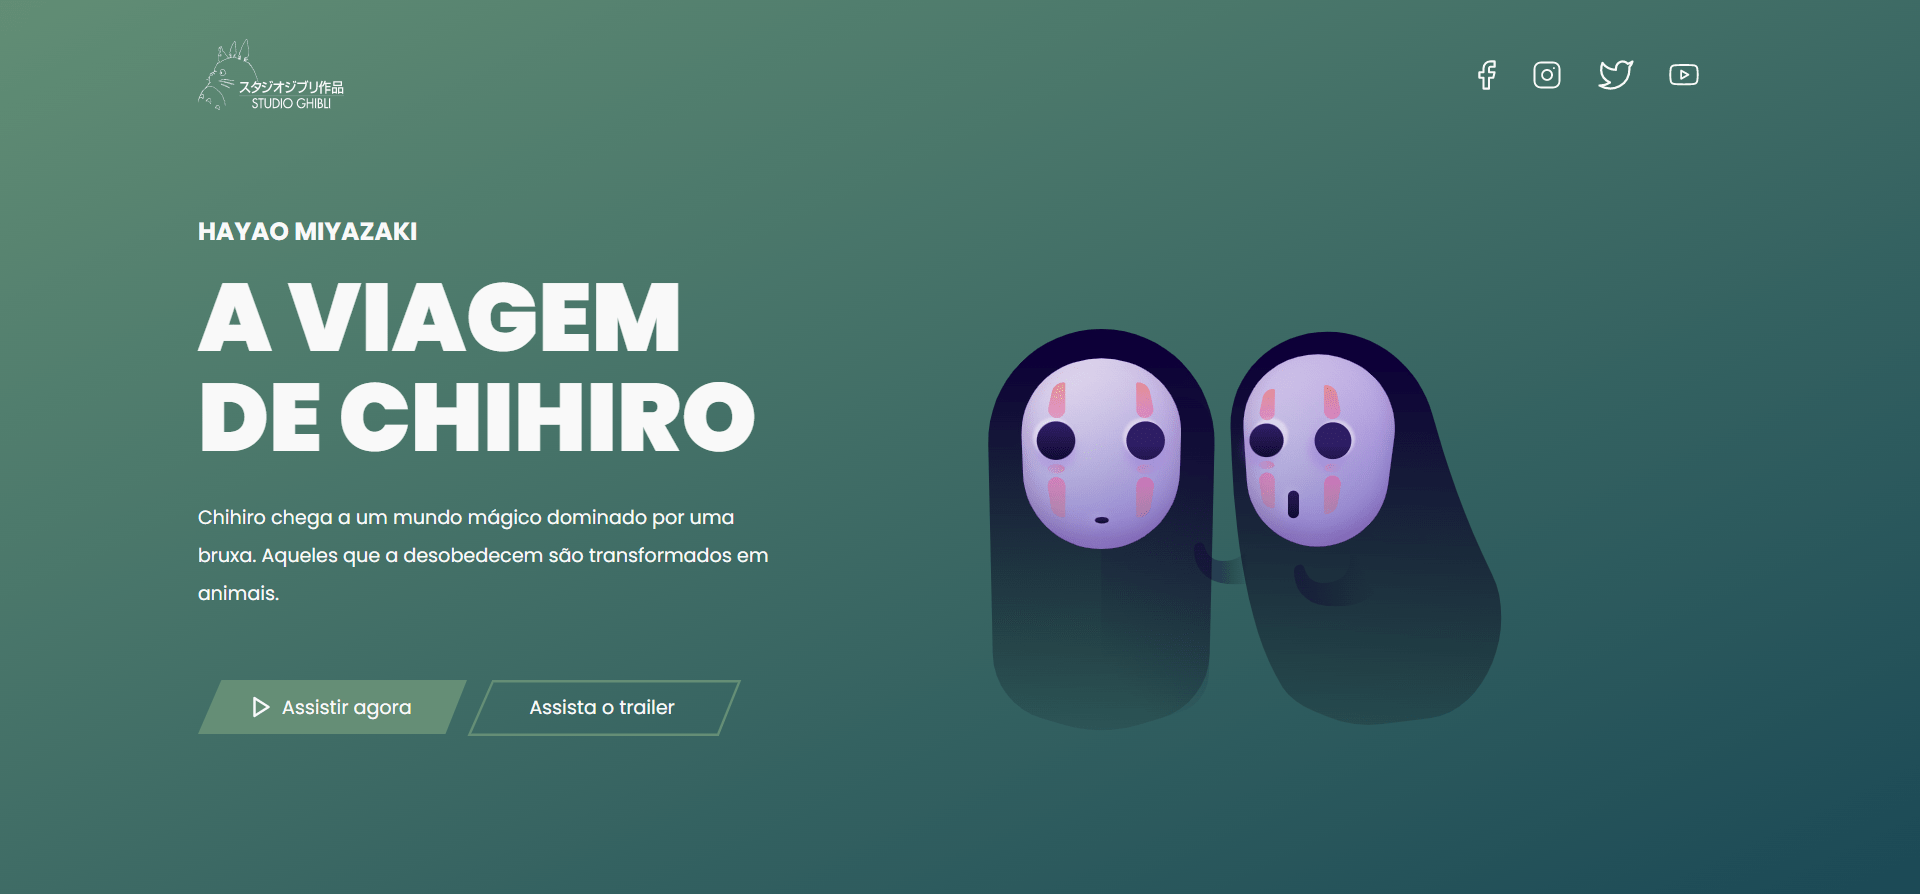 スタジオジブリ作品
STUDIO GHIBLI
HAYAO MIYAZAKI
A VIAGEM
DE CHIHIRO
Chihiro chega a um mundo mágico dominado por uma
bruxa. Aqueles que a desobedecem são transformados em
animais.
Assistir agora
Assista o trailer